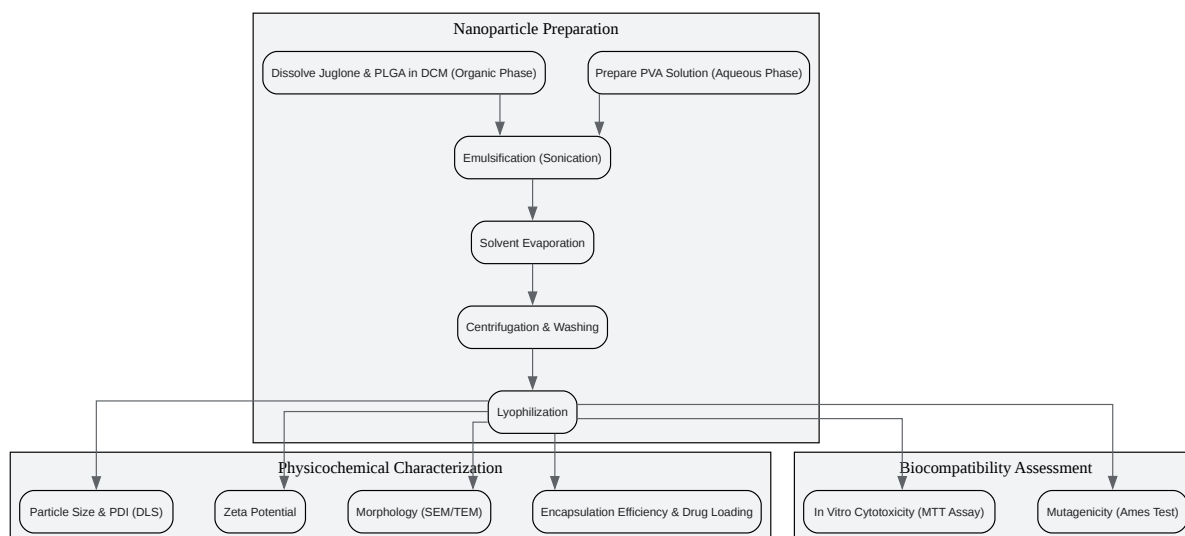 Nanoparticle Preparation
Dissolve Juglone & PLGA in DCM (Organic Phase)
Prepare PVA Solution (Aqueous Phase)
Emulsification (Sonication)
Solvent Evaporation
Centrifugation & Washing
Lyophilization
Physicochemical Characterization
Particle Size & PDI (DLS)
Zeta Potential
Morphology (SEM/TEM)
Encapsulation Efficiency & Drug Loading
Biocompatibility Assessment
In Vitro Cytotoxicity (MTT Assay)
Mutagenicity (Ames Test)